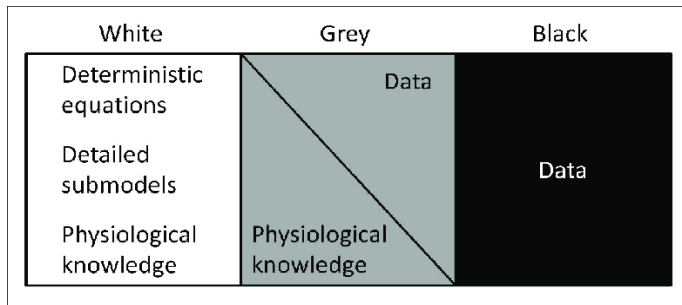 White
Grey
Black
Deterministic
equations
Detailed
submodels
Physiological
knowledge
Data
Physiological
knowledge
Data